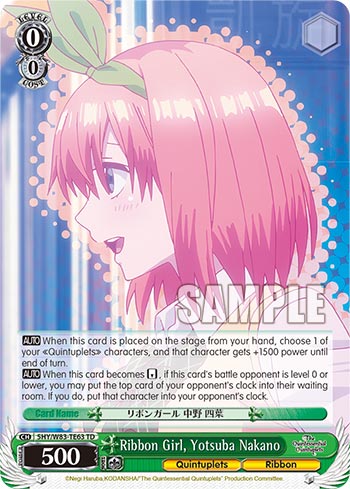 0
LEVEL
0
COST
SAMPLE
AUTO When this card is placed on the stage from your hand, choose 1 of
your <Quintuplets> characters, and that character gets +1500 power until
end of turn.
AUTO When this card becomes [ ], if this card's battle opponent is level 0 or
lower, you may put the top card of your opponent's clock into their waiting
room. If you do, put that character into your opponent's clock.
Card Name
リボンガール 中野 四葉
CH 5HY/W83-TE63 TD
Ribbon Girl, Yotsuba Nakano
The Quintessential Quintuplets
POWER
500
Quintuplets
Ribbon
©Negi Haruba,KODANSHA/"The Quintessential Quintuplets" Production Committee.